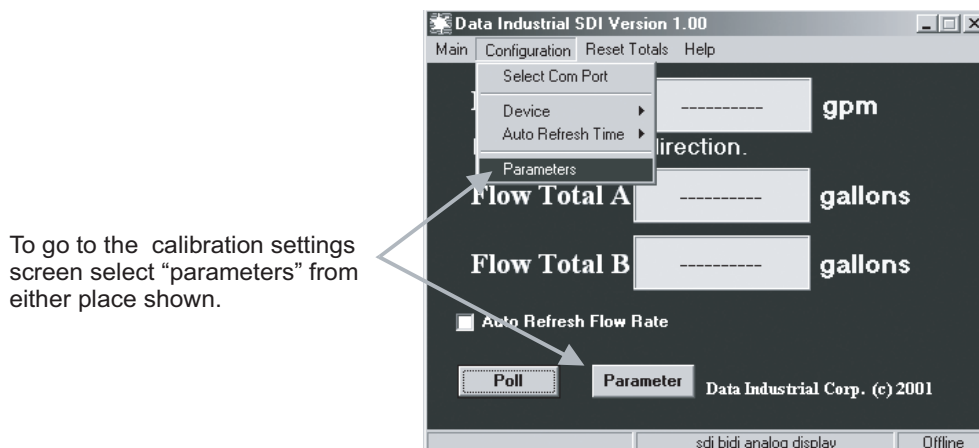 Data Industrial SDI Version 1.00
Main Configuration Reset Totals Help
Select Com Port
Device
Auto Refresh Time
Parameters
---------- gpm
direction.
Flow Total A ---------- gallons
To go to the calibration settings
screen select “parameters” from
either place shown.
Flow Total B ---------- gallons
Auto Refresh Flow Rate
Poll Parameter Data Industrial Corp. (c) 2001
sdi bidi analog display Offline